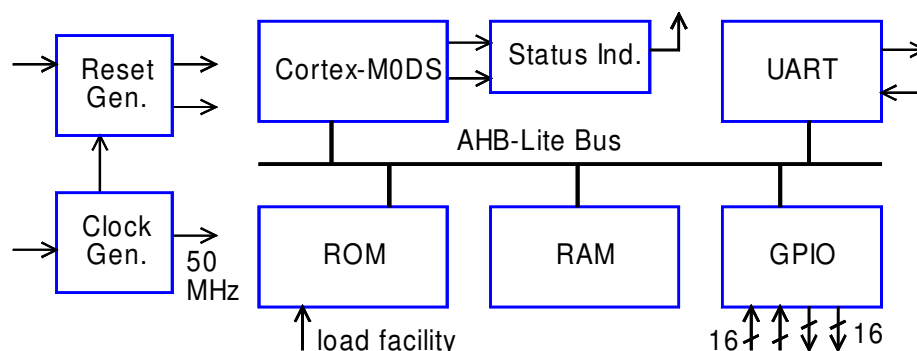 Reset
Gen.
Cortex-M0DS
Status Ind.
UART
AHB-Lite Bus
Clock
Gen.
50
MHz
ROM
RAM
GPIO
load facility
16
16